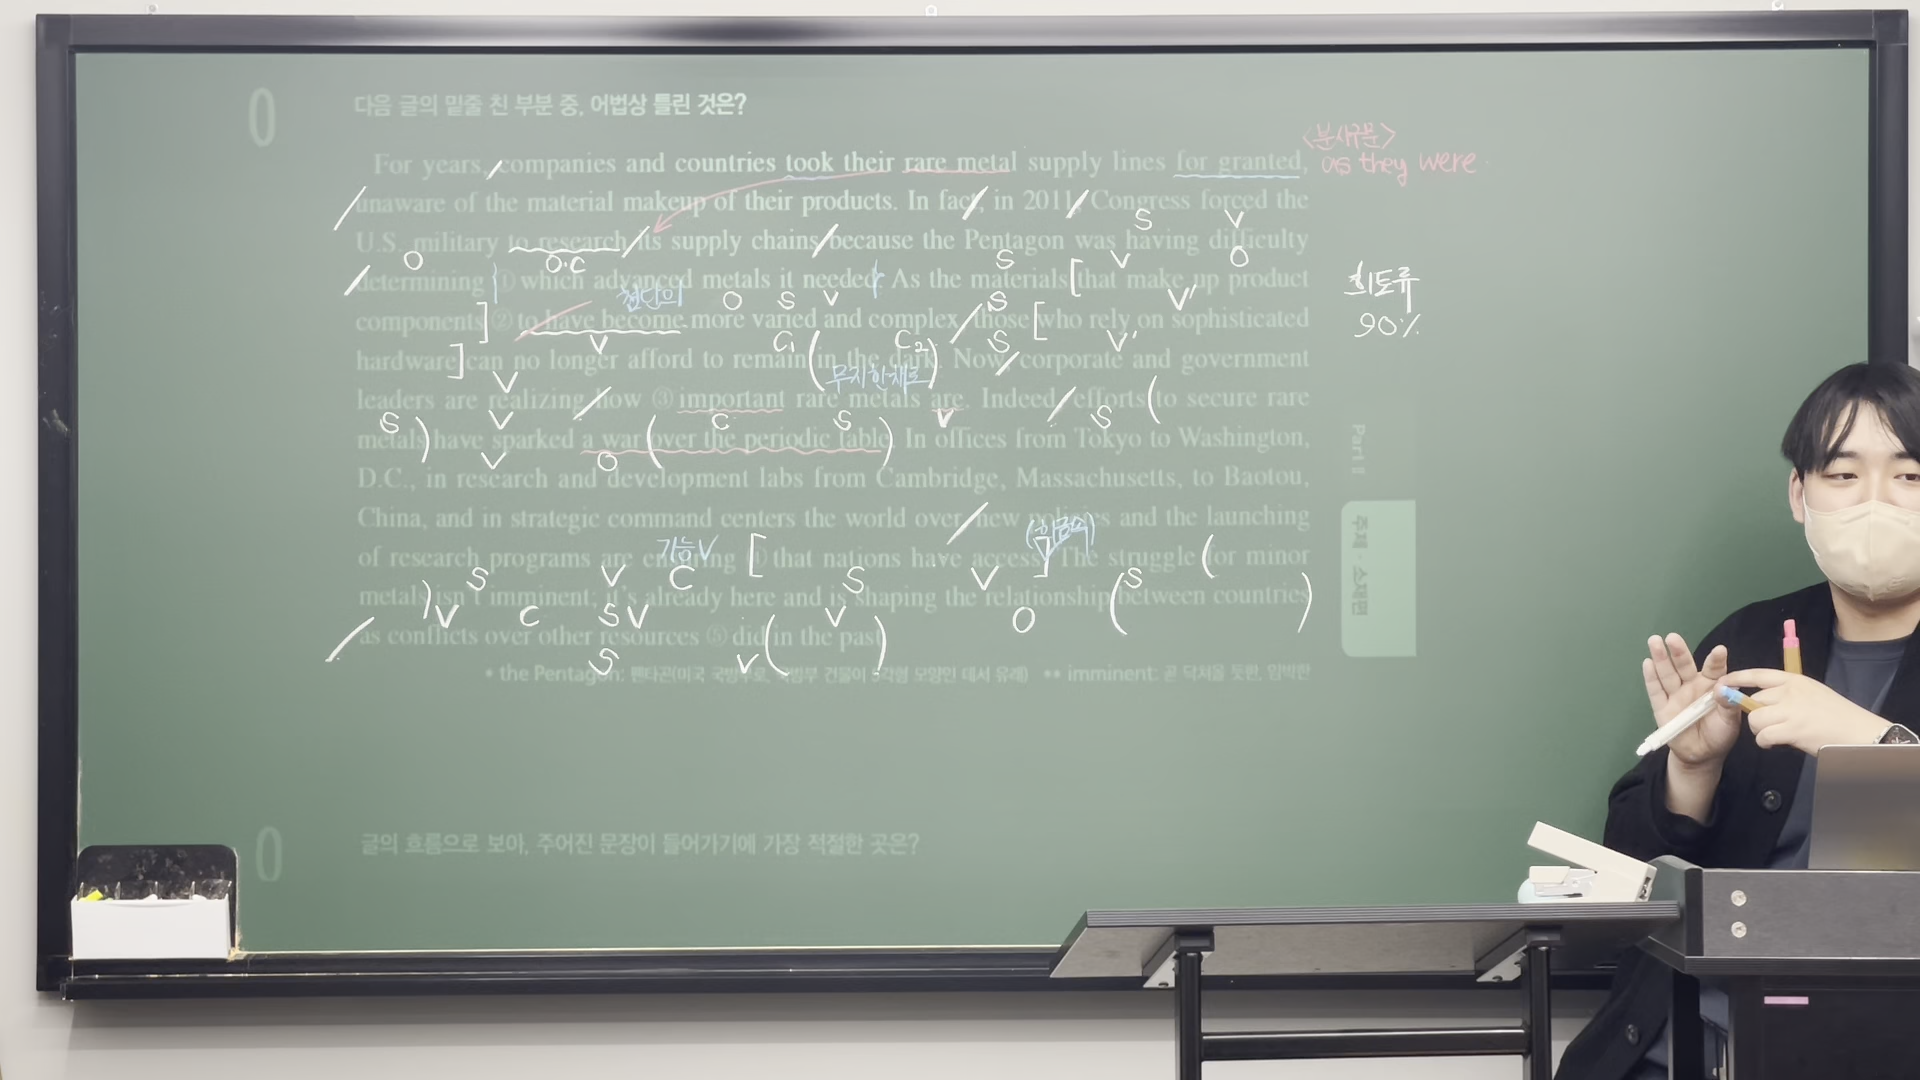 다음 글의 밑줄 친 부분 중, 어법상 틀린 것은?
<분사구문>
For years, companies and countries took their rare metal supply lines for granted,
as they were
unaware of the material makeup of their products. In fact, in 2011, Congress forced the
S V
U.S. military to research its supply chains because the Pentagon was having difficulty
O O·C S V O
determining ① which advanced metals it needed. As the materials that make up product
희토류
첨단의 O S V S V'
components ② to have become more varied and complex, those who rely on sophisticated
90%
V C₁ C₂ S V'
hardware can no longer afford to remain in the dark. Now, corporate and government
V 무지한채로
leaders are realizing how ③ important rare metals are. Indeed, efforts to secure rare
S V C S V S
metals have sparked a war over the periodic table. In offices from Tokyo to Washington,
V O
D.C., in research and development labs from Cambridge, Massachusetts, to Baotou,
China, and in strategic command centers the world over, new policies and the launching
가능V
of research programs are ensuring ④ that nations have access. The struggle for minor
S V C S V S
metals isn't imminent; it's already here and is shaping the relationship between countries
V C S V V O
as conflicts over other resources ⑤ did in the past.
S V
* the Pentagon: 펜타곤(미국 국방부로, 국방부 건물이 5각형 모양인 데서 유래) ** imminent: 곧 닥쳐올 듯한, 임박한
Part II
글의 흐름으로 보아, 주어진 문장이 들어가기에 가장 적절한 곳은?